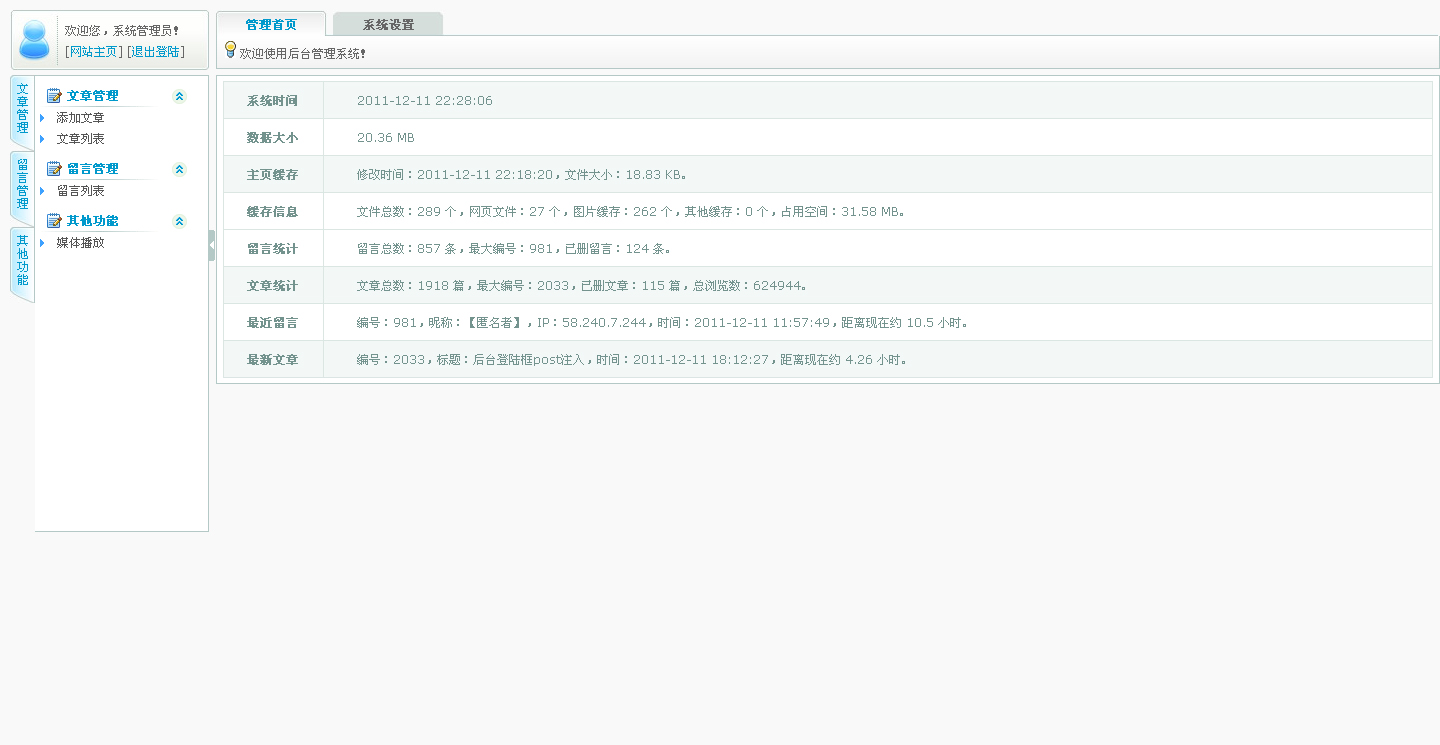 欢迎您，系统管理员！
[网站主页] [退出登陆]
管理首页
系统设置
欢迎使用后台管理系统！
文章管理
留言管理
其他功能
文章管理
添加文章
文章列表
留言管理
留言列表
其他功能
媒体播放
系统时间 2011-12-11 22:28:06
数据大小 20.36 MB
主页缓存 修改时间：2011-12-11 22:18:20，文件大小：18.83 KB。
缓存信息 文件总数：289 个，网页文件：27 个，图片缓存：262 个，其他缓存：0 个，占用空间：31.58 MB。
留言统计 留言总数：857 条，最大编号：981，已删留言：124 条。
文章统计 文章总数：1918 篇，最大编号：2033，已删文章：115 篇，总浏览数：624944。
最近留言 编号：981，昵称：【匿名者】，IP：58.240.7.244，时间：2011-12-11 11:57:49，距离现在约 10.5 小时。
最新文章 编号：2033，标题：后台登陆框post注入，时间：2011-12-11 18:12:27，距离现在约 4.26 小时。